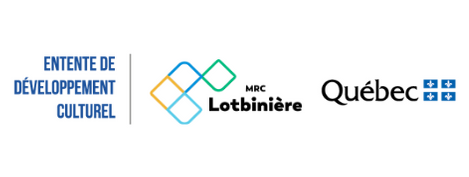 ENTENTE DE
DÉVELOPPEMENT
CULTUREL
MRC
Lotbinière
Québec